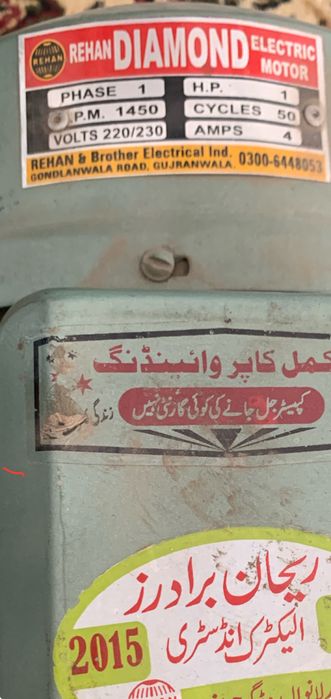 REHAN
REHAN DIAMOND ELECTRIC MOTOR
PHASE 1 H.P. 1
P.M. 1450 CYCLES 50
VOLTS 220/230 AMPS 4
REHAN & Brother Electrical Ind. 0300-6448053
GONDLANWALA ROAD, GUJRANWALA.
مکمل کاپر وائینڈنگ
کپیسٹر جل جانے کی کوئی گارنٹی نہیں
ریحان برادرز
الیکٹرک انڈسٹری
2015